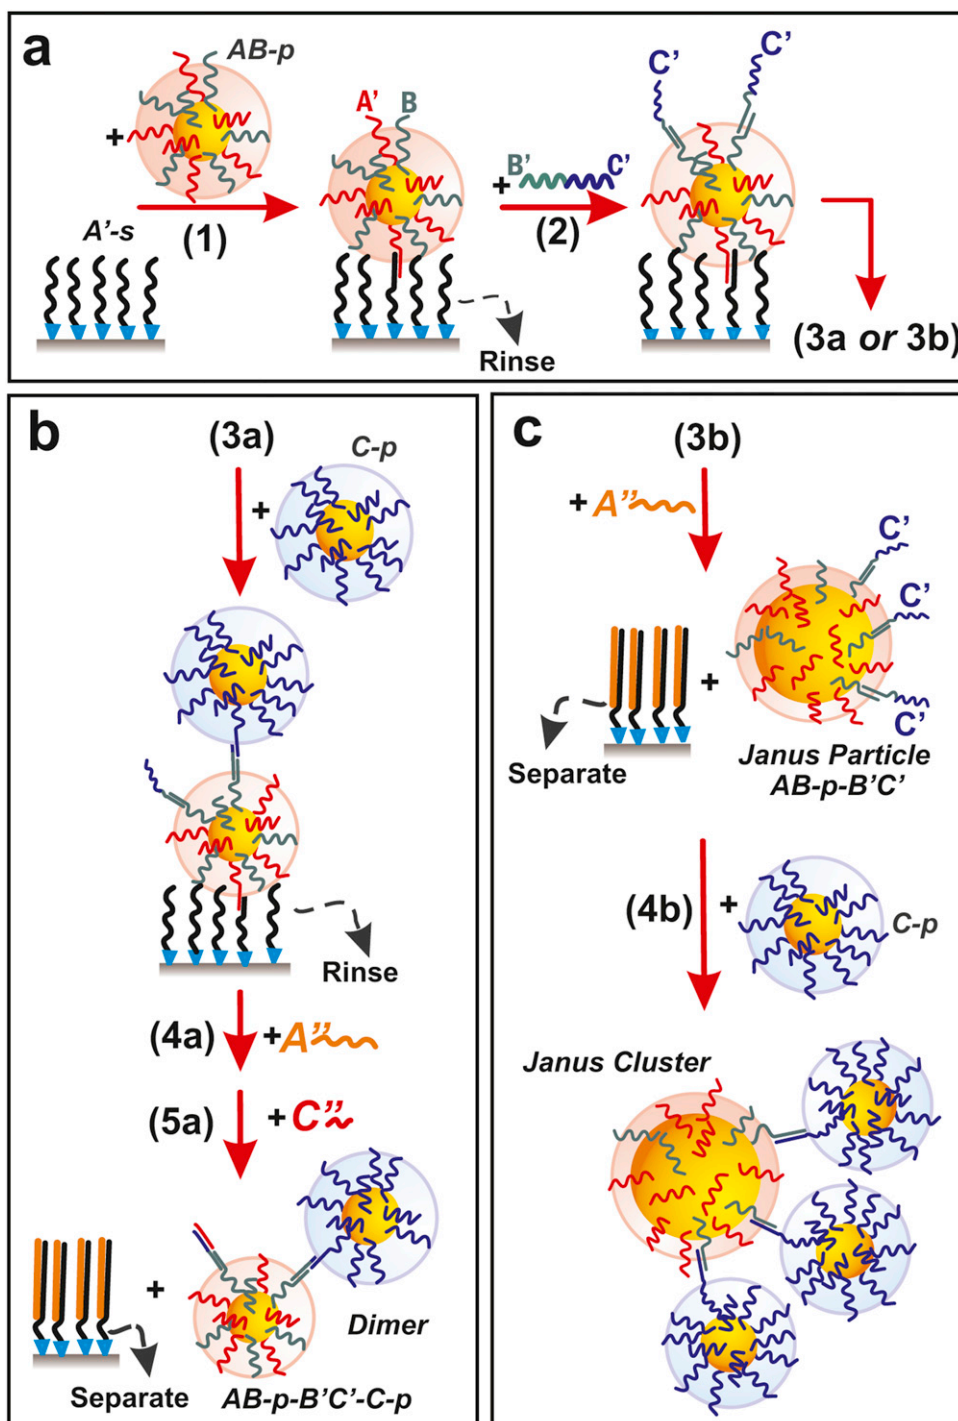 a
AB-p
+
A'-s
(1)
A'
B
Rinse
B'
C'
+
(2)
C'
C'
(3a or 3b)
b
(3a)
C-p
+
Rinse
(4a)
+A”
(5a)
+C”
+
Separate
Dimer
AB-p-B'C'-C-p
c
(3b)
+ A”
C'
C'
C'
+
Separate
Janus Particle
AB-p-B'C'
(4b)
+
C-p
Janus Cluster